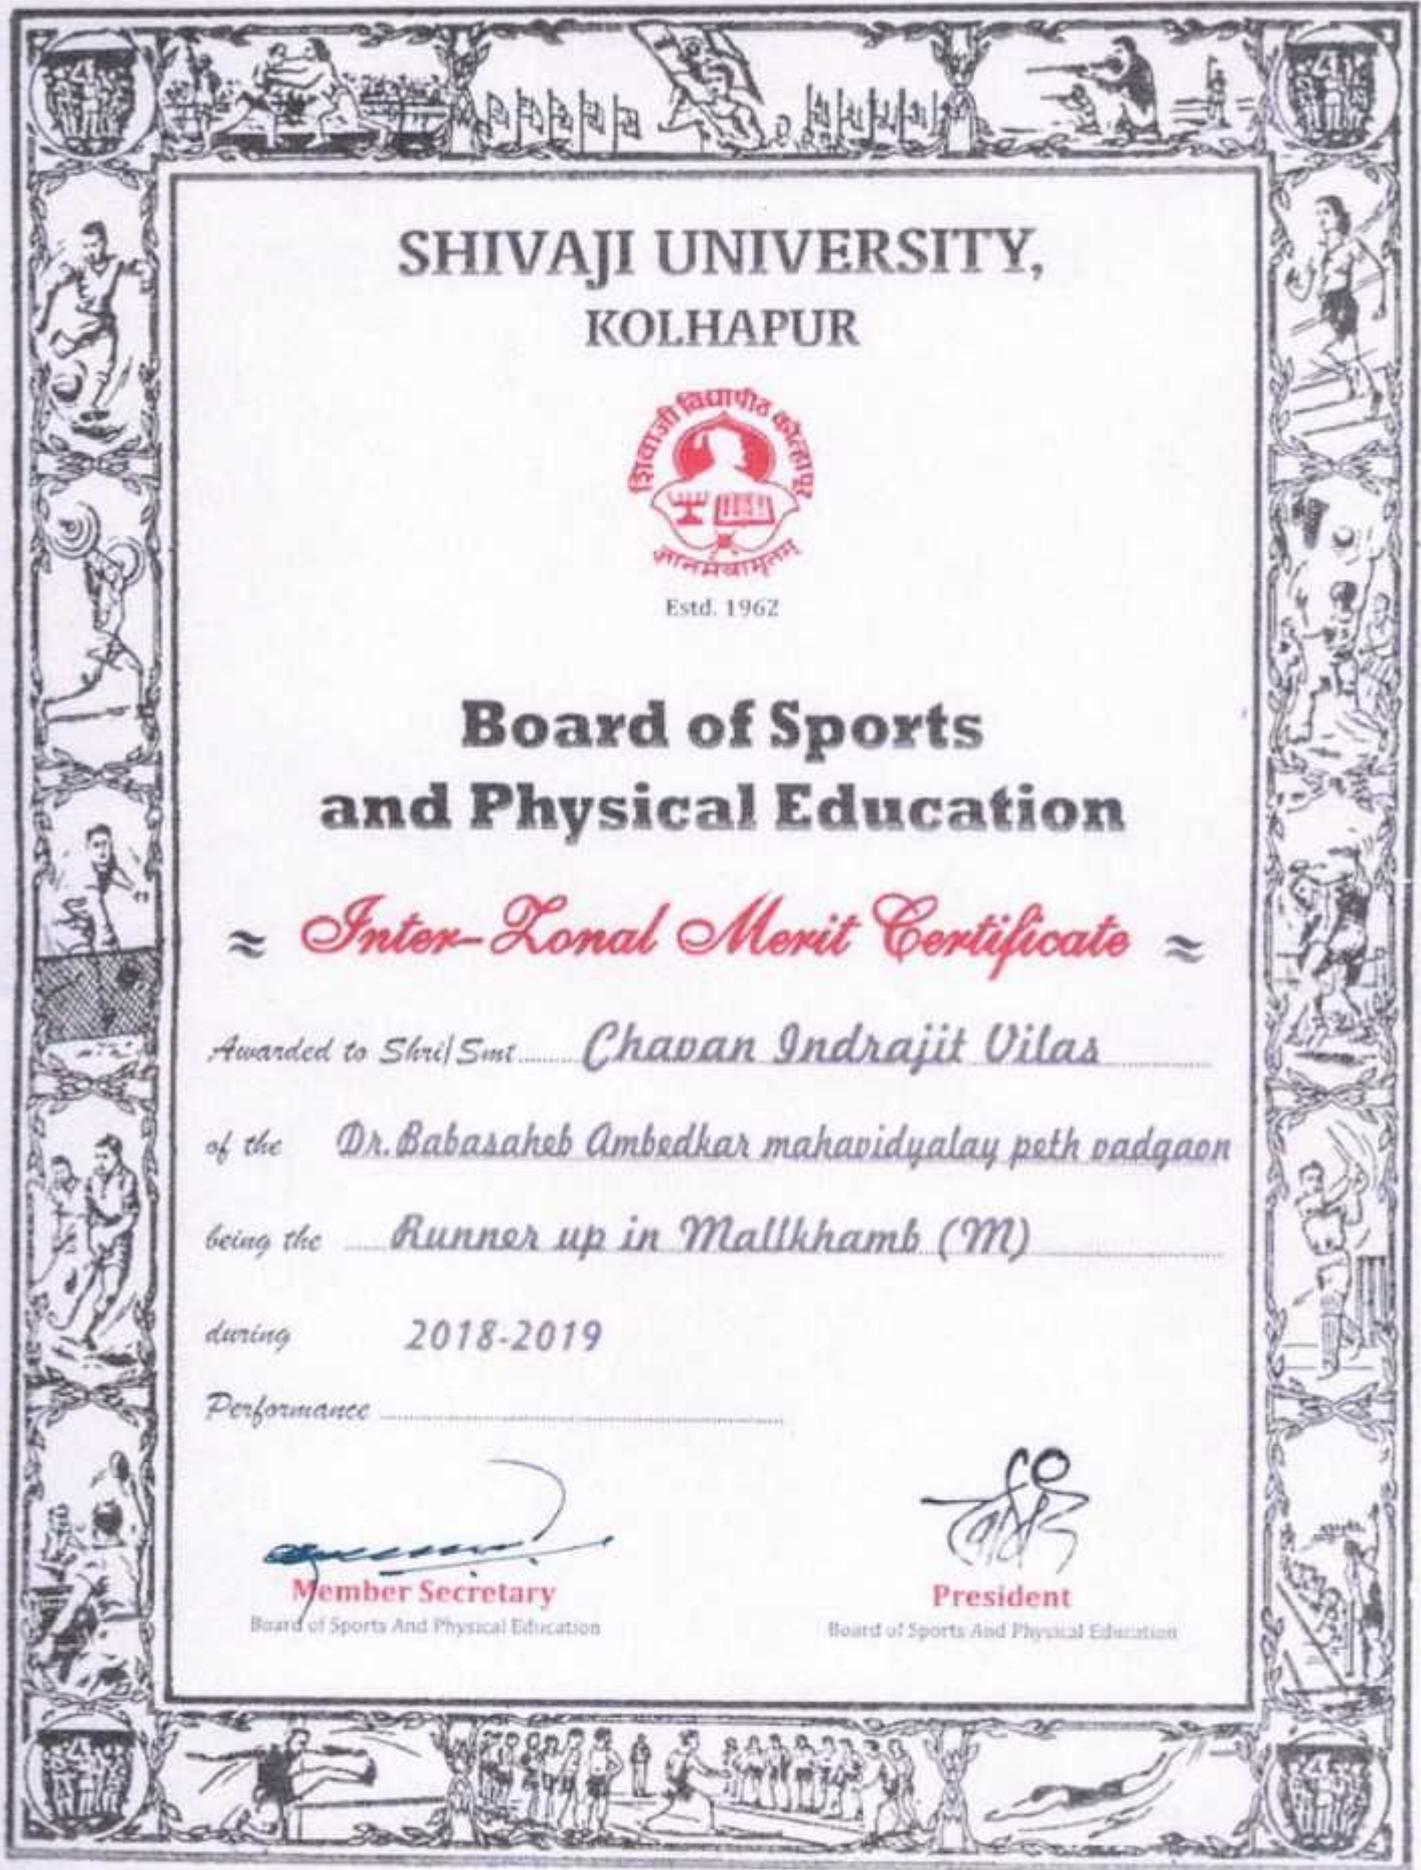 SHIVAJI UNIVERSITY,
KOLHAPUR
शिवाजी विद्यापीठ कोल्हापुर
ज्ञानमेवामृतम्
Estd. 1962
Board of Sports
and Physical Education
≈ Inter-Zonal Merit Certificate ≈
Awarded to Shri/Smt. Chavan Indrajit Vilas
of the Dr. Babasaheb Ambedkar mahavidyalay peth vadgaon
being the Runner up in Mallkhamb (M)
during 2018-2019
Performance
Member Secretary
Board of Sports And Physical Education
President
Board of Sports And Physical Education